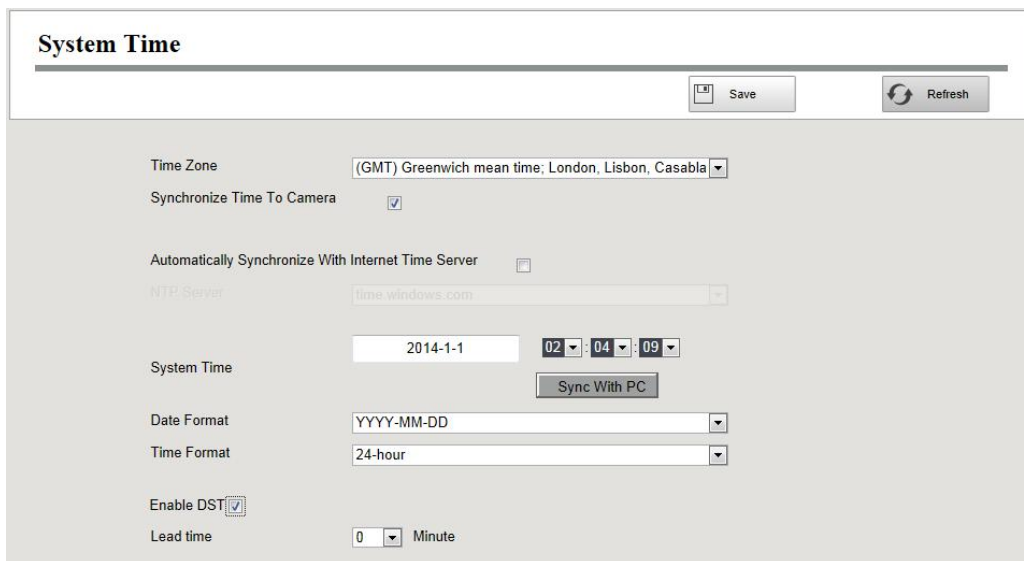 System Time
Save Refresh
Time Zone (GMT) Greenwich mean time; London, Lisbon, Casabla
Synchronize Time To Camera
Automatically Synchronize With Internet Time Server
NTP Server time.windows.com
2014-1-1 02 : 04 : 09
System Time
Sync With PC
Date Format YYYY-MM-DD
Time Format 24-hour
Enable DST
Lead time 0 Minute